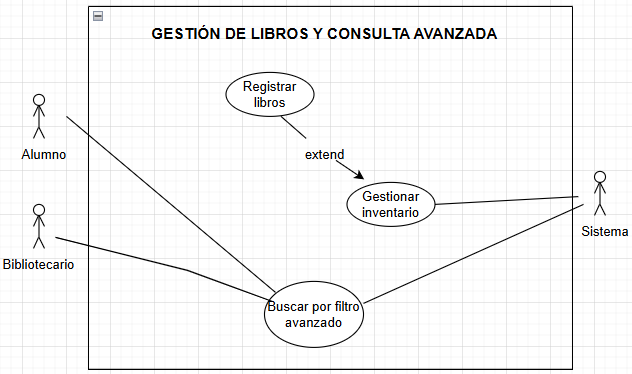 GESTIÓN DE LIBROS Y CONSULTA AVANZADA
Registrar
libros
Alumno
extend
Gestionar
inventario
Sistema
Bibliotecario
Buscar por filtro
avanzado